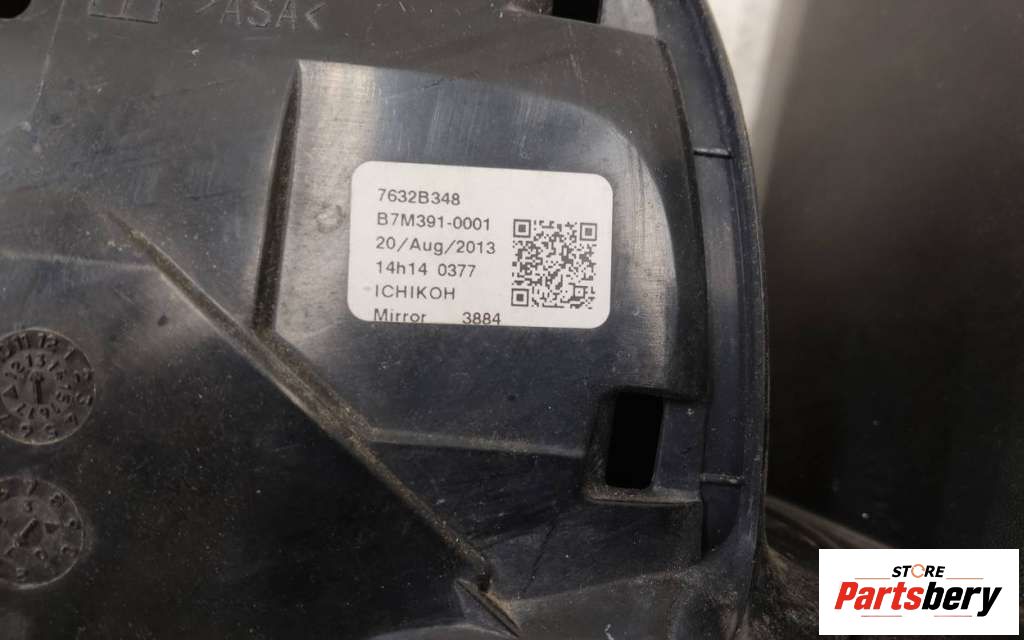 >ASA<
7632B348
B7M391-0001
20/Aug/2013
14h14 0377
ICHIKOH
Mirror 3884
STORE
Partsbery